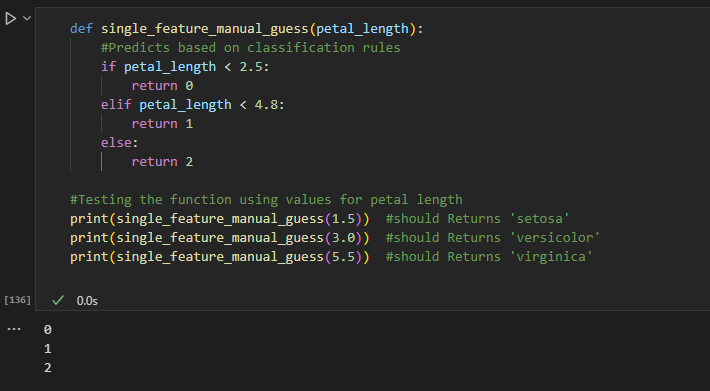 def single_feature_manual_guess(petal_length):
    #Predicts based on classification rules
    if petal_length < 2.5:
        return 0
    elif petal_length < 4.8:
        return 1
    else:
        return 2
#Testing the function using values for petal length
print(single_feature_manual_guess(1.5))  #should Returns 'setosa'
print(single_feature_manual_guess(3.0))  #should Returns 'versicolor'
print(single_feature_manual_guess(5.5))  #should Returns 'virginica'
[136] ✓ 0.0s
... 0
1
2